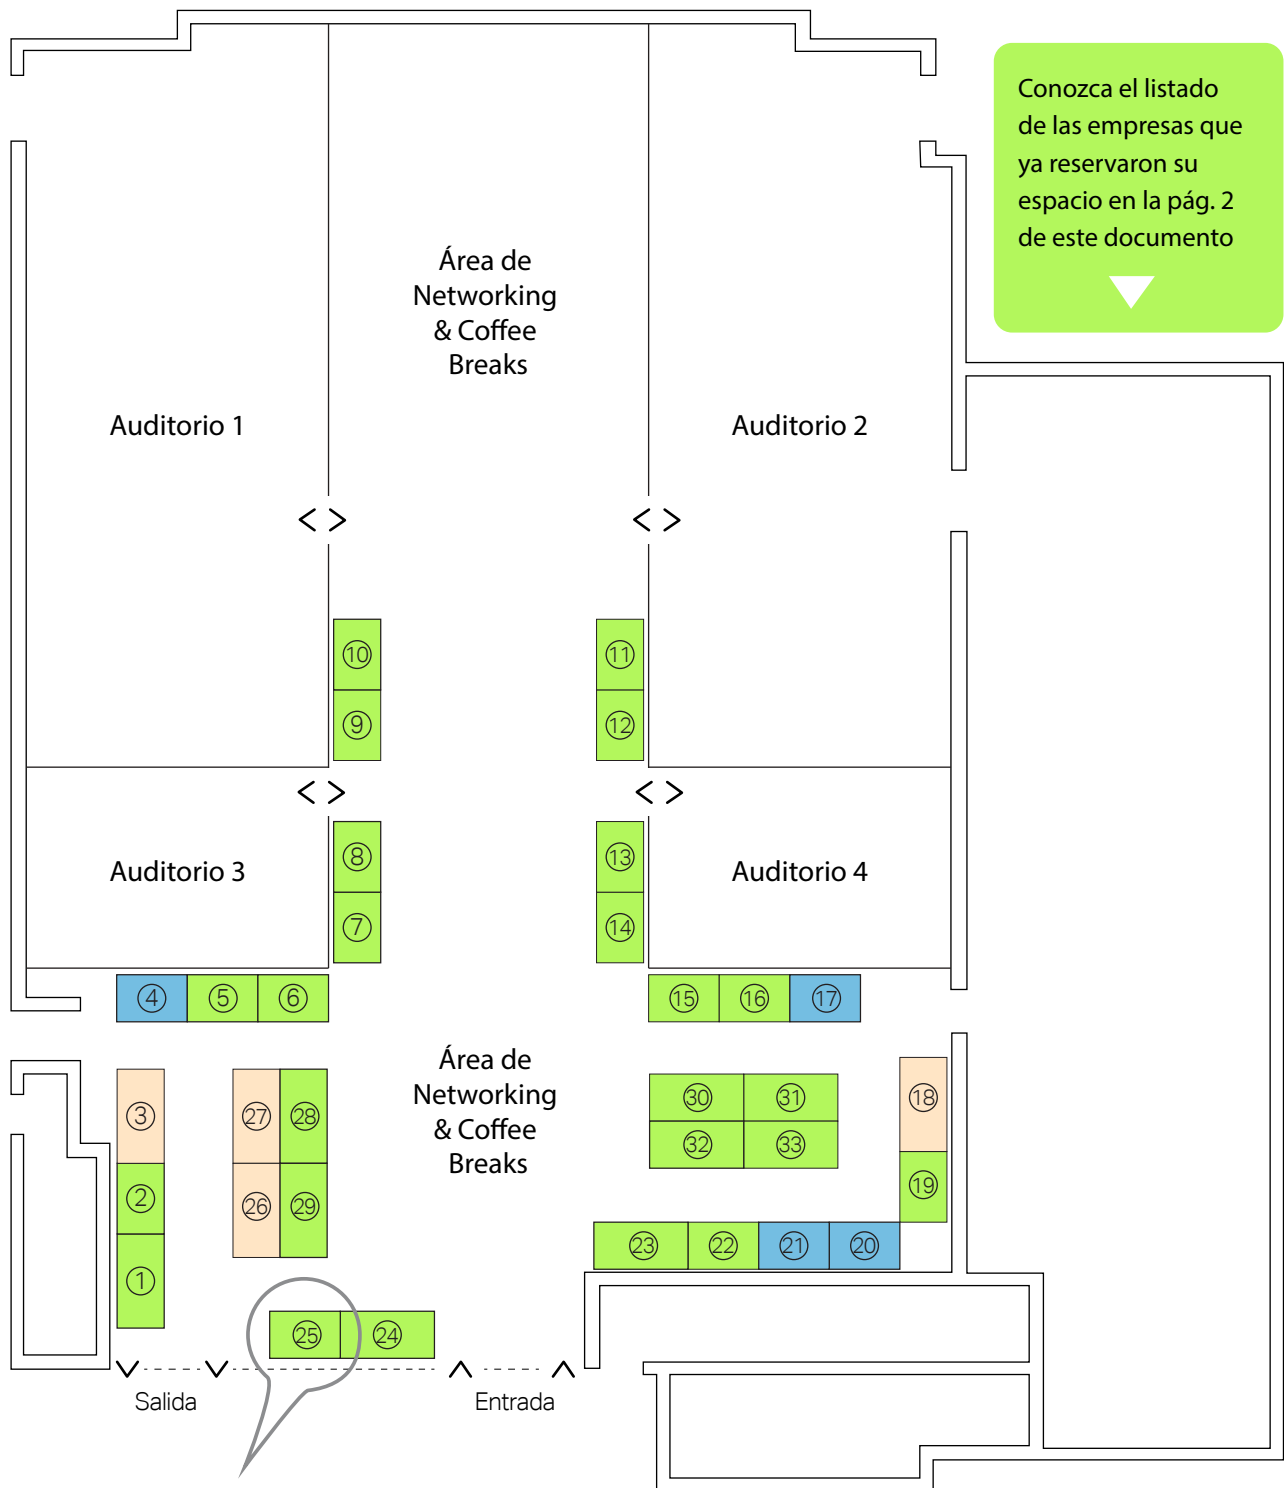 Conozca el listado
de las empresas que
ya reservaron su
espacio en la pág. 2
de este documento
Área de
Networking
& Coffee
Breaks
Auditorio 1
Auditorio 2
10
11
9
12
Auditorio 3
8
13
Auditorio 4
7
14
4
5
6
15
16
17
Área de
Networking
& Coffee
Breaks
3
27
28
30
31
18
32
33
2
26
29
19
1
23
22
21
20
25
24
Salida
Entrada